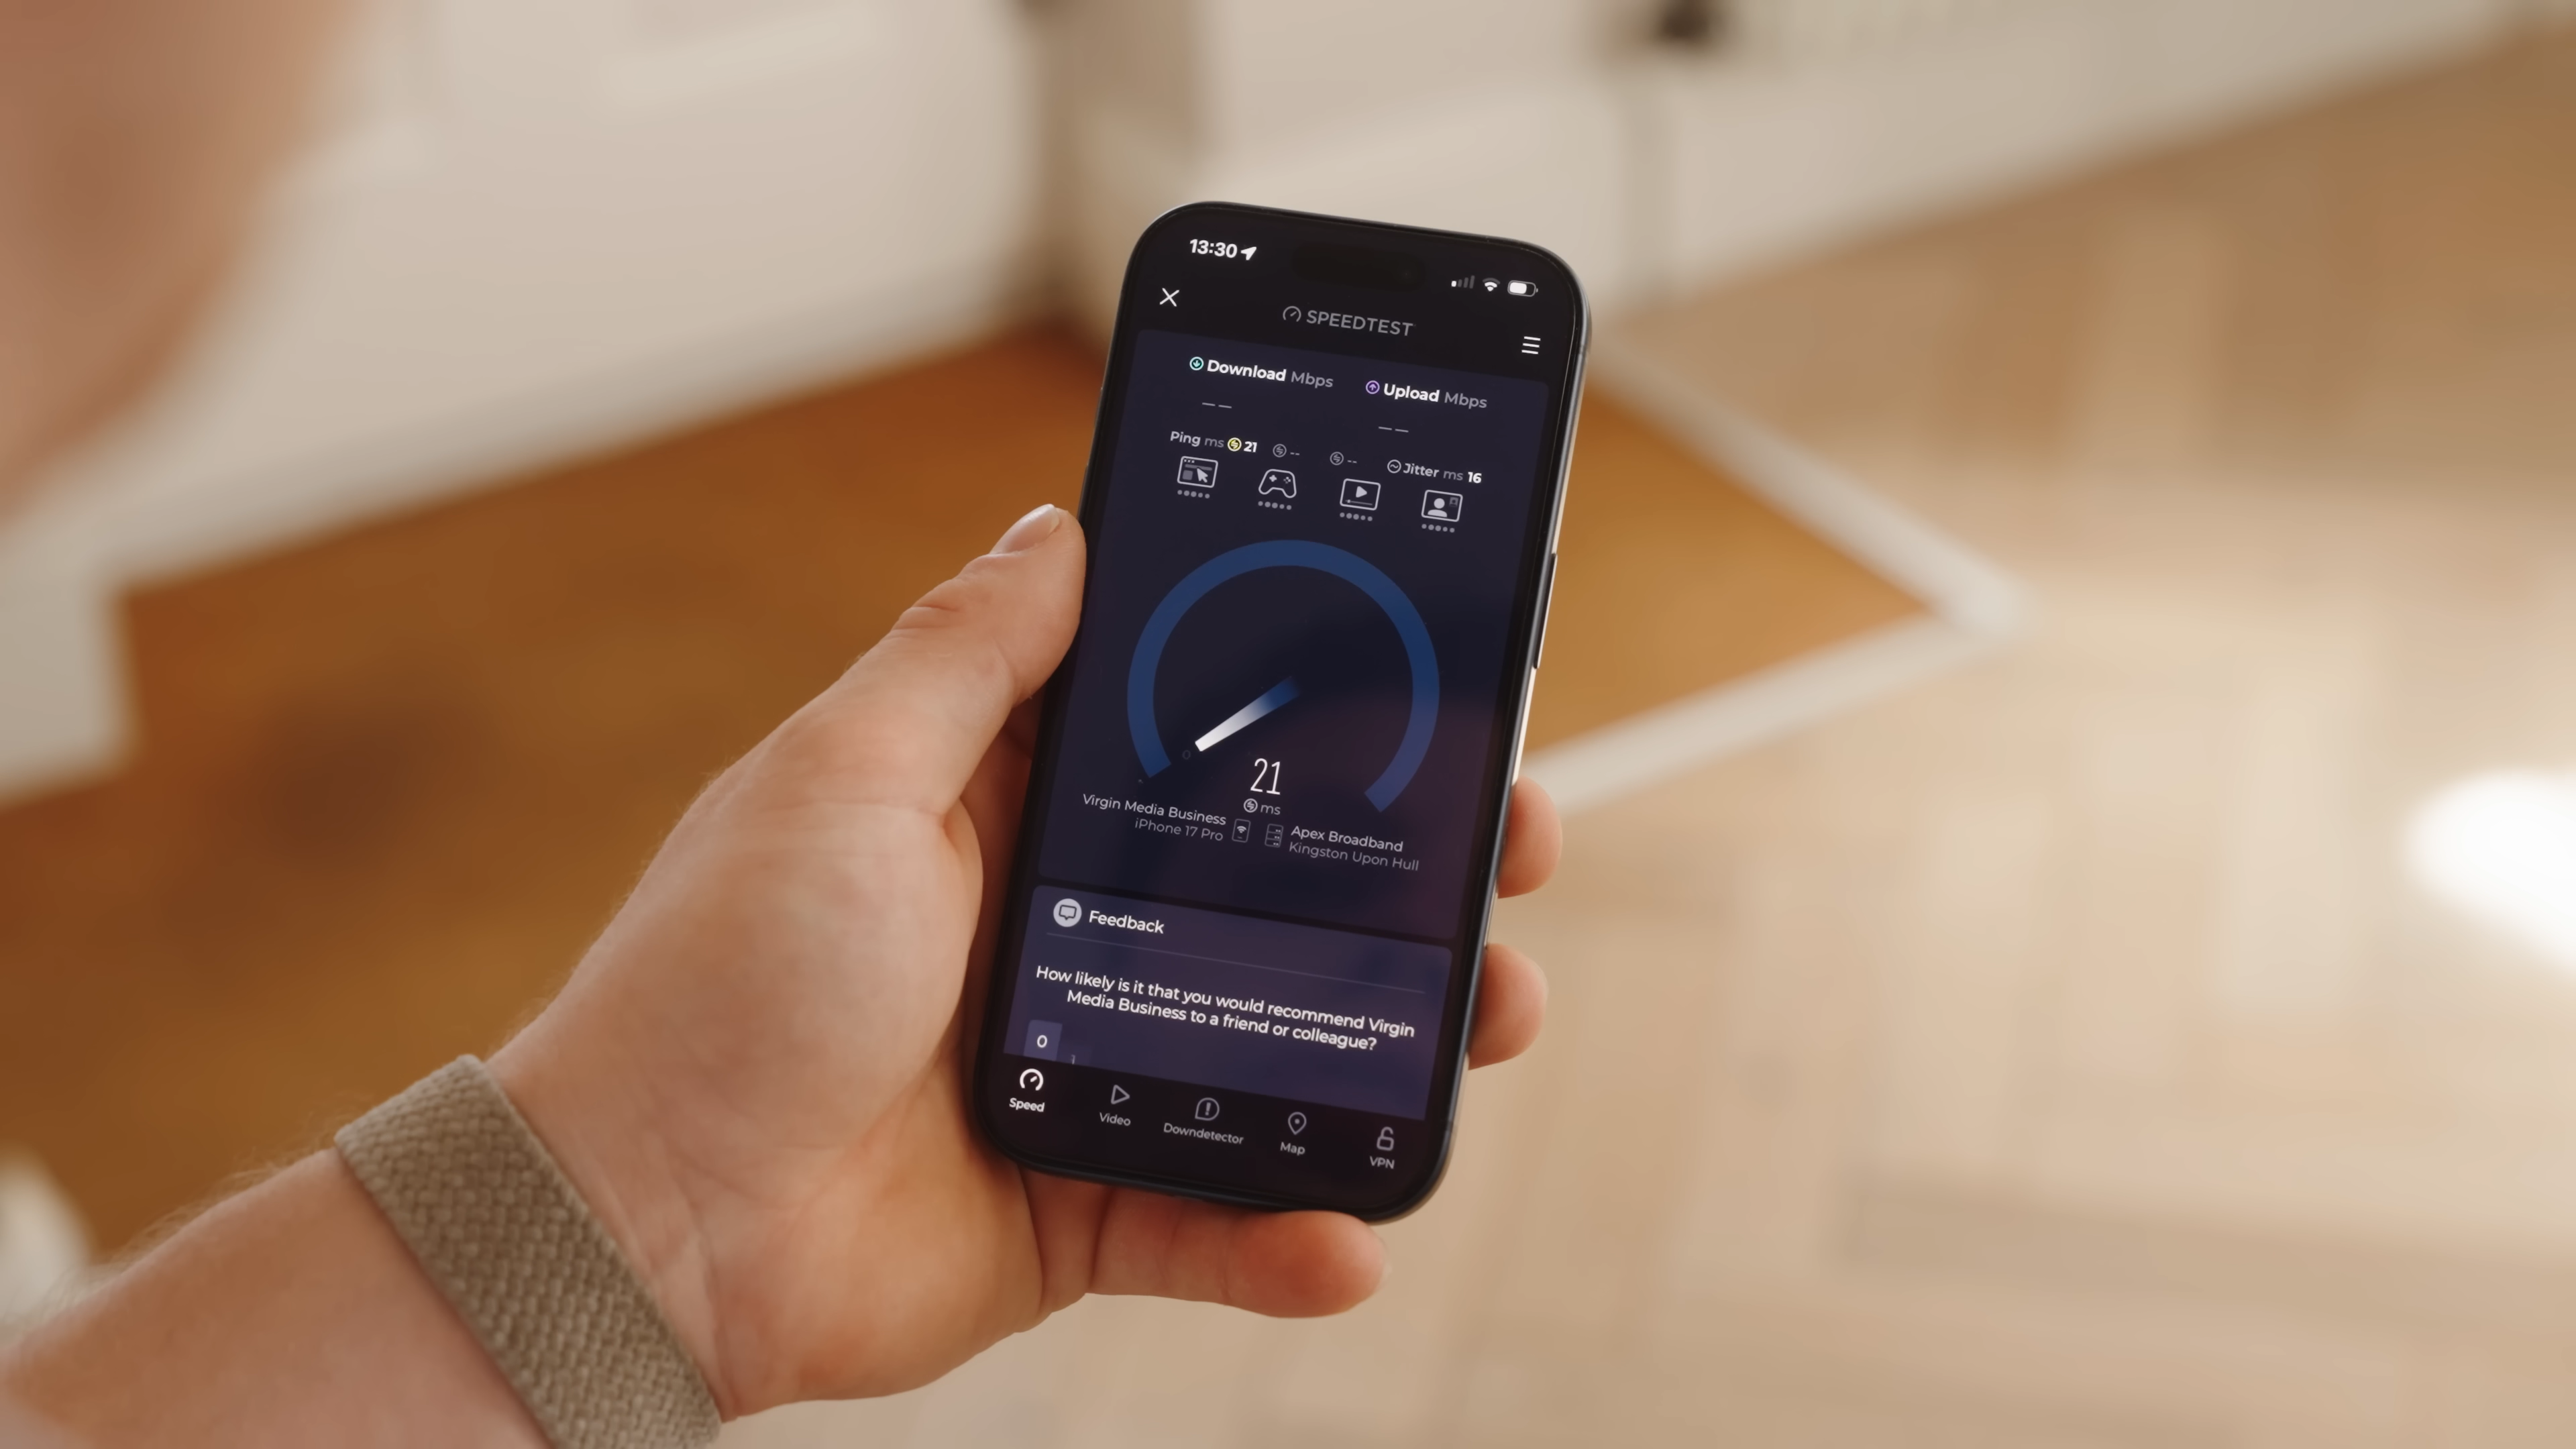 13:30
SPEEDTEST
Download Mbps
Upload Mbps
— —
— —
Ping ms 21 -- -- Jitter ms 16
0
21
ms
Virgin Media Business
iPhone 17 Pro
Apex Broadband
Kingston Upon Hull
Feedback
How likely is it that you would recommend Virgin
Media Business to a friend or colleague?
0 1
Speed
Video
Downdetector
Map
VPN